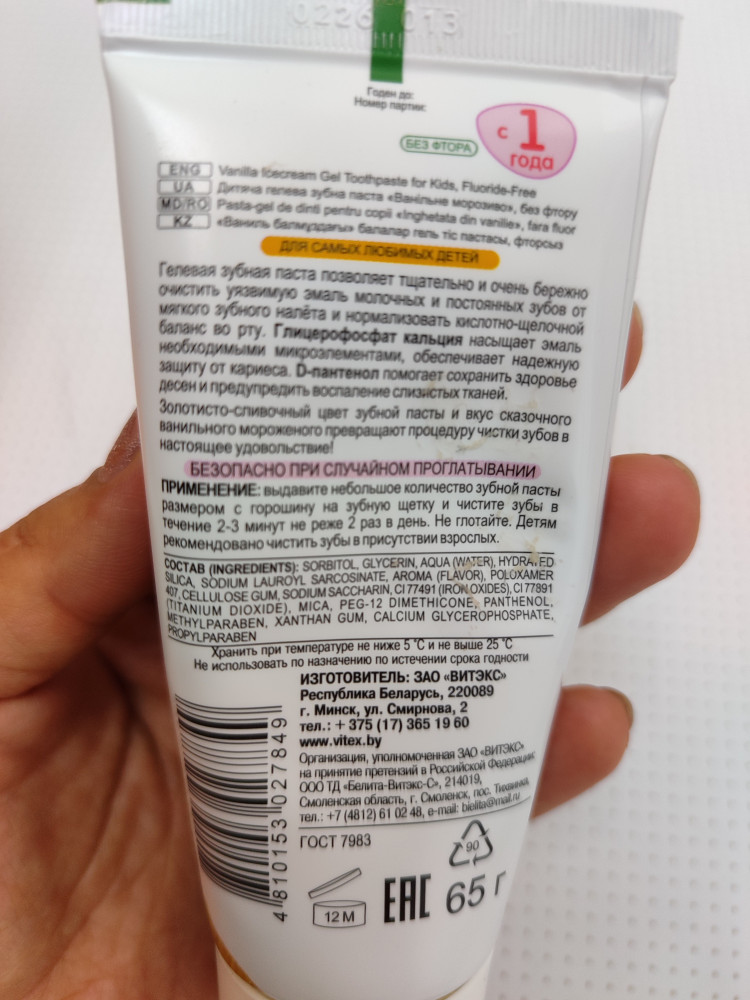 0226 013
Годен до:
Номер партии:
БЕЗ ФТОРА
с 1 года
ENG Vanilla Icecream Gel Toothpaste for Kids, Fluoride-Free
UA Дитяча гелева зубна паста «Ванільне морозиво», без фтору
MD/RO Pasta-gel de dinti pentru copii «Inghetata din vanilie», fara fluor
KZ «Ваниль балмұздағы» балалар гель тіс пастасы, фторсыз
ДЛЯ САМЫХ ЛЮБИМЫХ ДЕТЕЙ
Гелевая зубная паста позволяет тщательно и очень бережно
очистить уязвимую эмаль молочных и постоянных зубов от
мягкого зубного налёта и нормализовать кислотно-щелочной
баланс во рту. Глицерофосфат кальция насыщает эмаль
необходимыми микроэлементами, обеспечивает надежную
защиту от кариеса. D-пантенол помогает сохранить здоровье
десен и предупредить воспаление слизистых тканей.
Золотисто-сливочный цвет зубной пасты и вкус сказочного
ванильного мороженого превращают процедуру чистки зубов в
настоящее удовольствие!
БЕЗОПАСНО ПРИ СЛУЧАЙНОМ ПРОГЛАТЫВАНИИ
ПРИМЕНЕНИЕ: выдавите небольшое количество зубной пасты
размером с горошину на зубную щетку и чистите зубы в
течение 2-3 минут не реже 2 раз в день. Не глотайте. Детям
рекомендовано чистить зубы в присутствии взрослых.
СОСТАВ (INGREDIENTS): SORBITOL, GLYCERIN, AQUA (WATER), HYDRATED
SILICA, SODIUM LAUROYL SARCOSINATE, AROMA (FLAVOR), POLOXAMER
407, CELLULOSE GUM, SODIUM SACCHARIN, CI 77491 (IRON OXIDES), CI 77891
(TITANIUM DIOXIDE), MICA, PEG-12 DIMETHICONE, PANTHENOL,
METHYLPARABEN, XANTHAN GUM, CALCIUM GLYCEROPHOSPHATE,
PROPYLPARABEN
Хранить при температуре не ниже 5 °С и не выше 25 °С
Не использовать по назначению по истечении срока годности
ИЗГОТОВИТЕЛЬ: ЗАО «ВИТЭКС»
Республика Беларусь, 220089
г. Минск, ул. Смирнова, 2
тел.: + 375 (17) 365 19 60
www.vitex.by
Организация, уполномоченная ЗАО «ВИТЭКС»
на принятие претензий в Российской Федерации:
ООО ТД «Белита-Витэкс-С», 214019,
Смоленская область, г. Смоленск, пос. Тихвинка,
тел.: +7 (4812) 61 02 48, e-mail: bielita@mail.ru
ГОСТ 7983
4 810153 027849
12 M
EAC
65 г
90